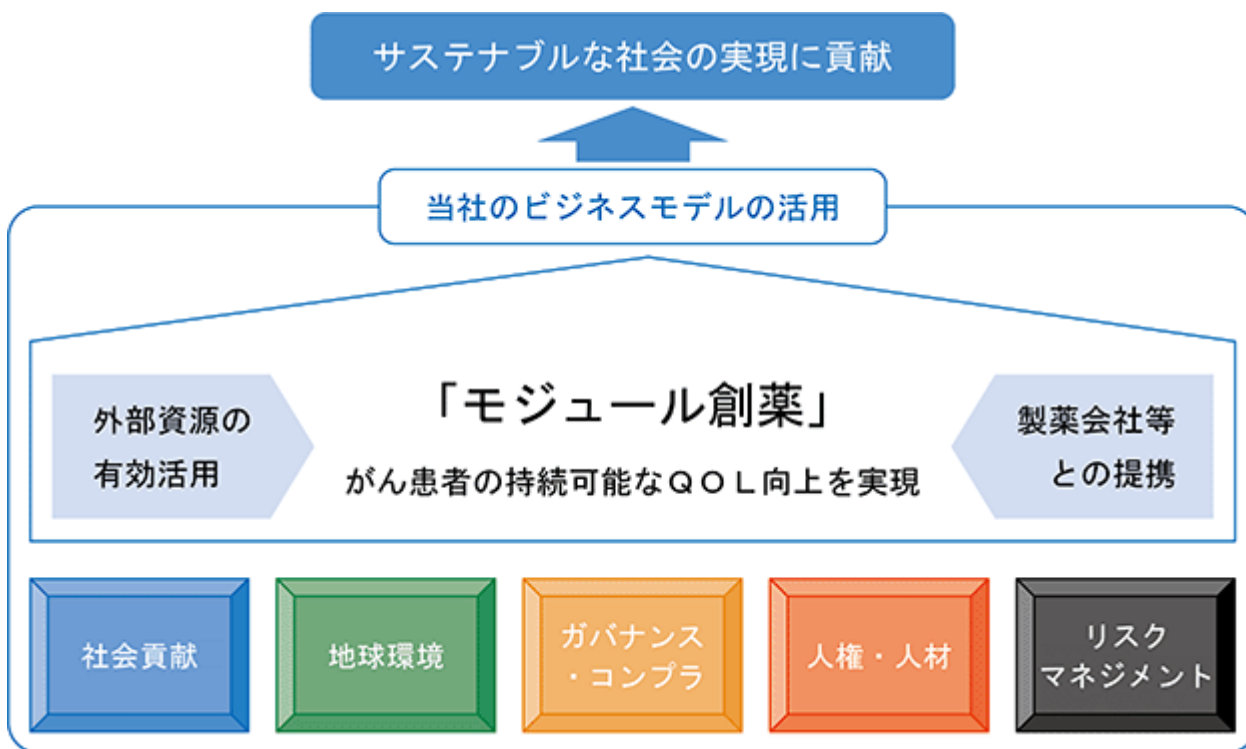 サステナブルな社会の実現に貢献
当社のビジネスモデルの活用
外部資源の
有効活用
「モジュール創薬」
がん患者の持続可能なＱＯＬ向上を実現
製薬会社等
との提携
社会貢献
地球環境
ガバナンス
・コンプラ
人権・人材
リスク
マネジメント